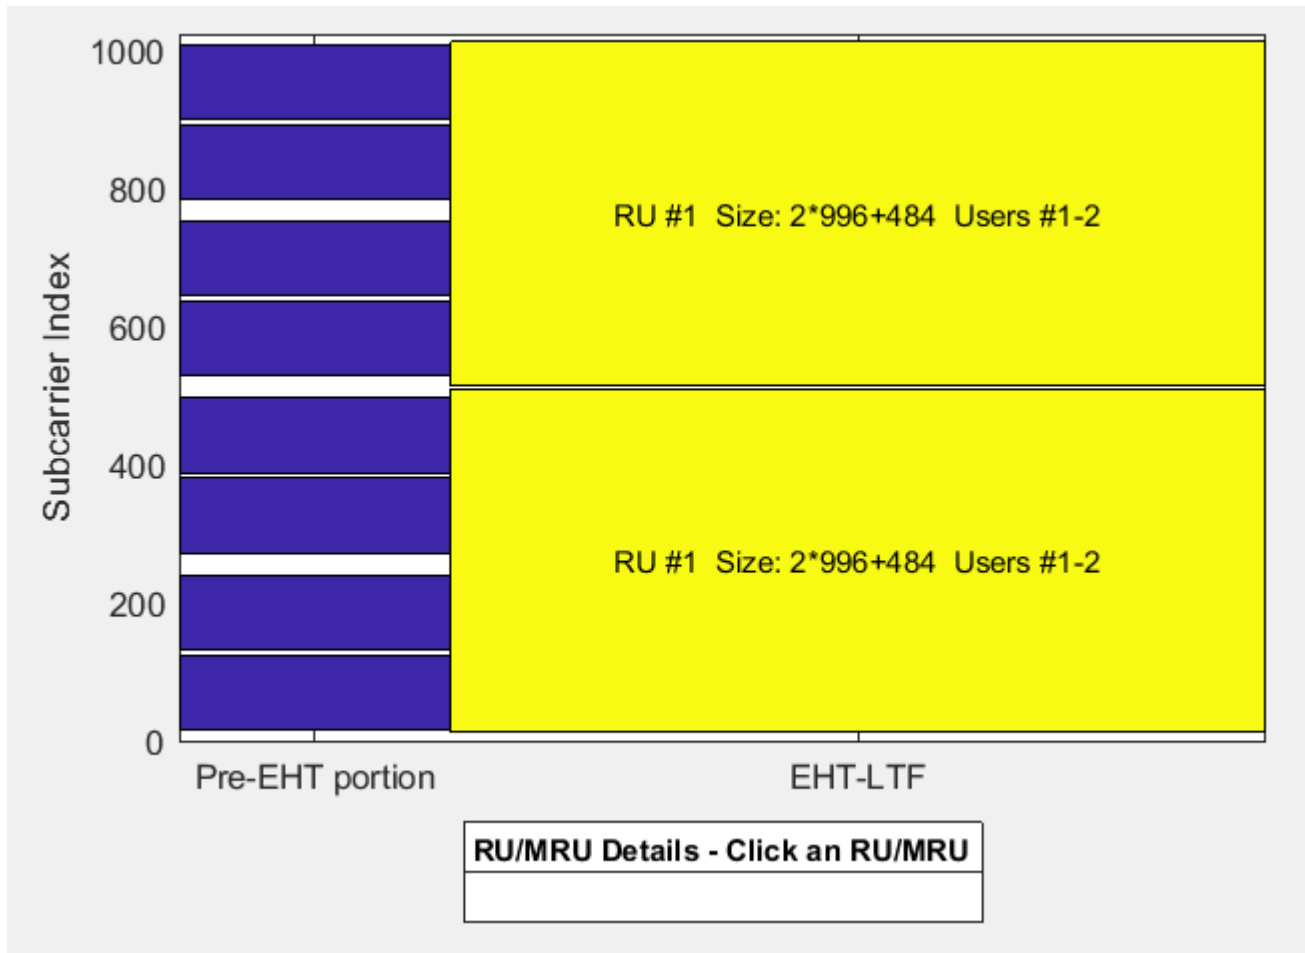 1000
800
600
400
200
0
Subcarrier Index
RU #1  Size: 2*996+484  Users #1-2
RU #1  Size: 2*996+484  Users #1-2
Pre-EHT portion
EHT-LTF
RU/MRU Details - Click an RU/MRU